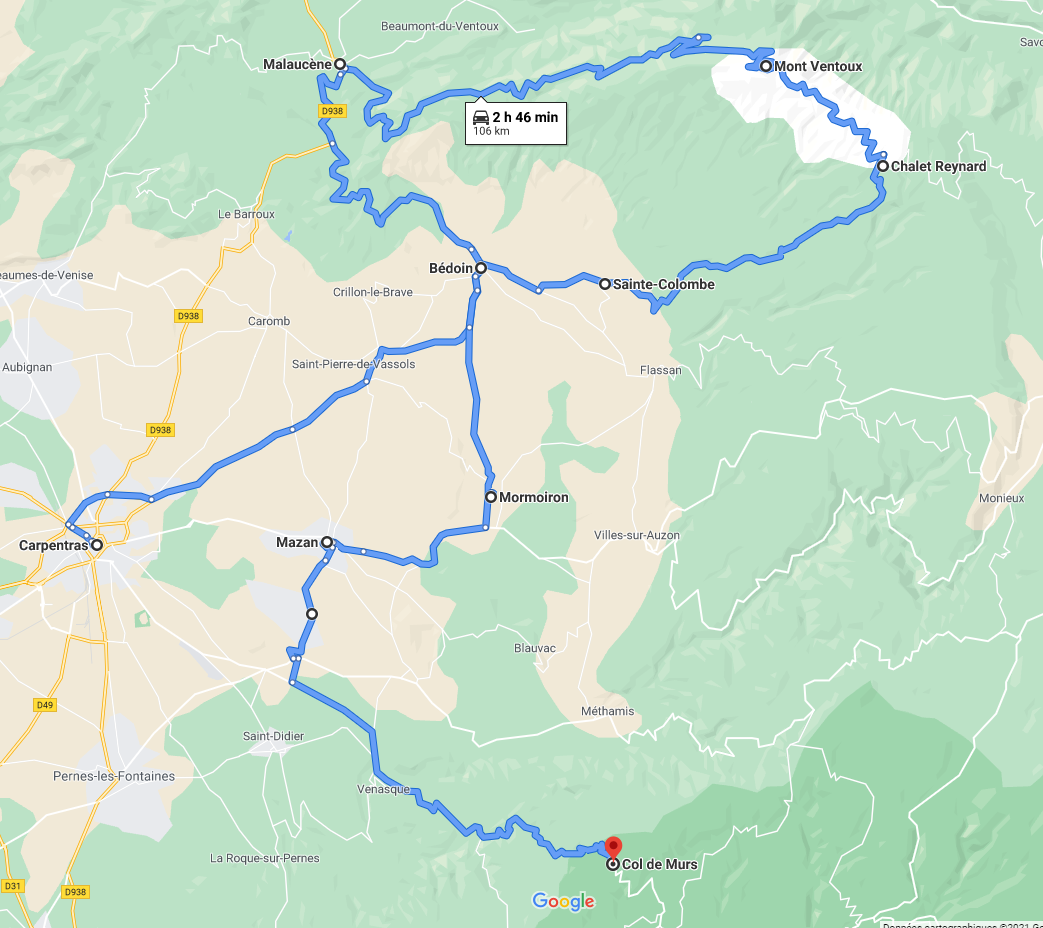 Beaumont-du-Ventoux
Savo
Malaucène
Mont Ventoux
D938
2 h 46 min
106 km
Chalet Reynard
Le Barroux
Bédoin
eaumes-de-Venise
Sainte-Colombe
Crillon-le-Brave
D938
Caromb
Saint-Pierre-de-Vassols
Aubignan
Flassan
D938
Mormoiron
Monieux
Villes-sur-Auzon
Carpentras
Mazan
Blauvac
D49
Méthamis
Saint-Didier
Pernes-les-Fontaines
Venasque
La Roque-sur-Pernes
Col de Murs
D31
D938
Google
Données cartographiques ©2021 Go